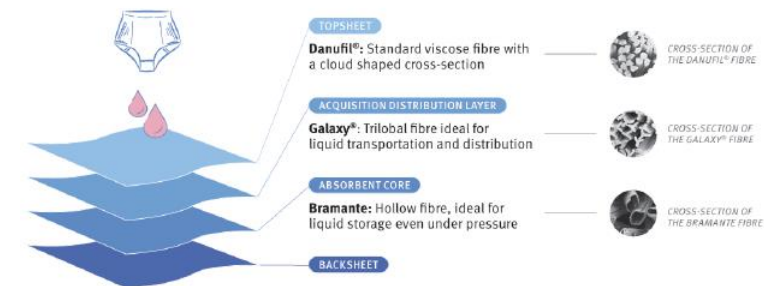 TOPSHEET
Danufil®: Standard viscose fibre with
a cloud shaped cross-section
CROSS-SECTION OF
THE DANUFIL® FIBRE
ACQUISITION DISTRIBUTION LAYER
Galaxy®: Trilobal fibre ideal for
liquid transportation and distribution
CROSS-SECTION OF
THE GALAXY® FIBRE
ABSORBENT CORE
Bramante: Hollow fibre, ideal for
liquid storage even under pressure
CROSS-SECTION OF
THE BRAMANTE FIBRE
BACKSHEET